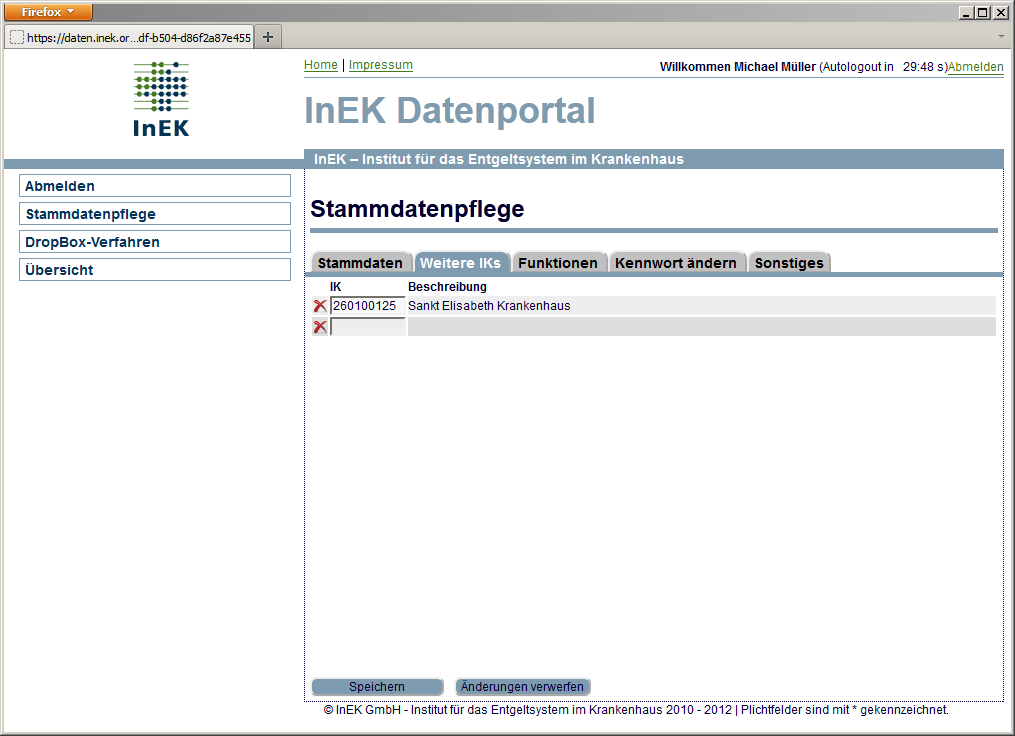 Firefox
https://daten.inek.or...df-b504-d86f2a87e455
Home | Impressum
Willkommen Michael Müller (Autologout in 29:48 s)Abmelden
InEK
InEK Datenportal
InEK – Institut für das Entgeltsystem im Krankenhaus
Abmelden
Stammdatenpflege
DropBox-Verfahren
Übersicht
Stammdatenpflege
Stammdaten Weitere IKs Funktionen Kennwort ändern Sonstiges
IK Beschreibung
260100125 Sankt Elisabeth Krankenhaus
Speichern Änderungen verwerfen
© InEK GmbH - Institut für das Entgeltsystem im Krankenhaus 2010 - 2012 | Plichtfelder sind mit * gekennzeichnet.